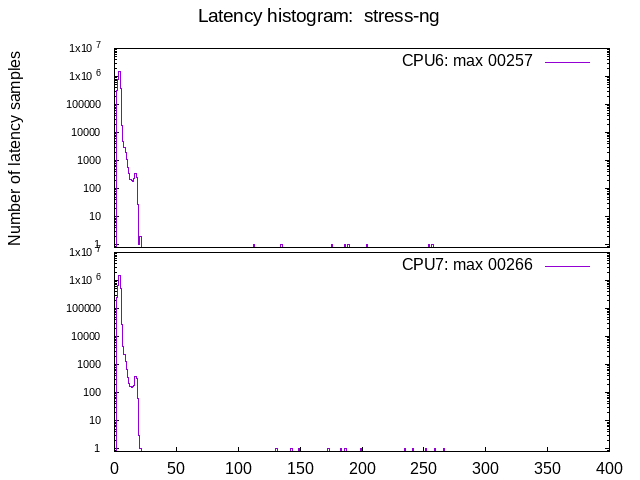 Latency histogram:  stress-ng
Number of latency samples
1x10^7
1x10^6
100000
10000
1000
100
10
1
CPU6: max 00257
1x10^7
1x10^6
100000
10000
1000
100
10
1
CPU7: max 00266
0 50 100 150 200 250 300 350 400